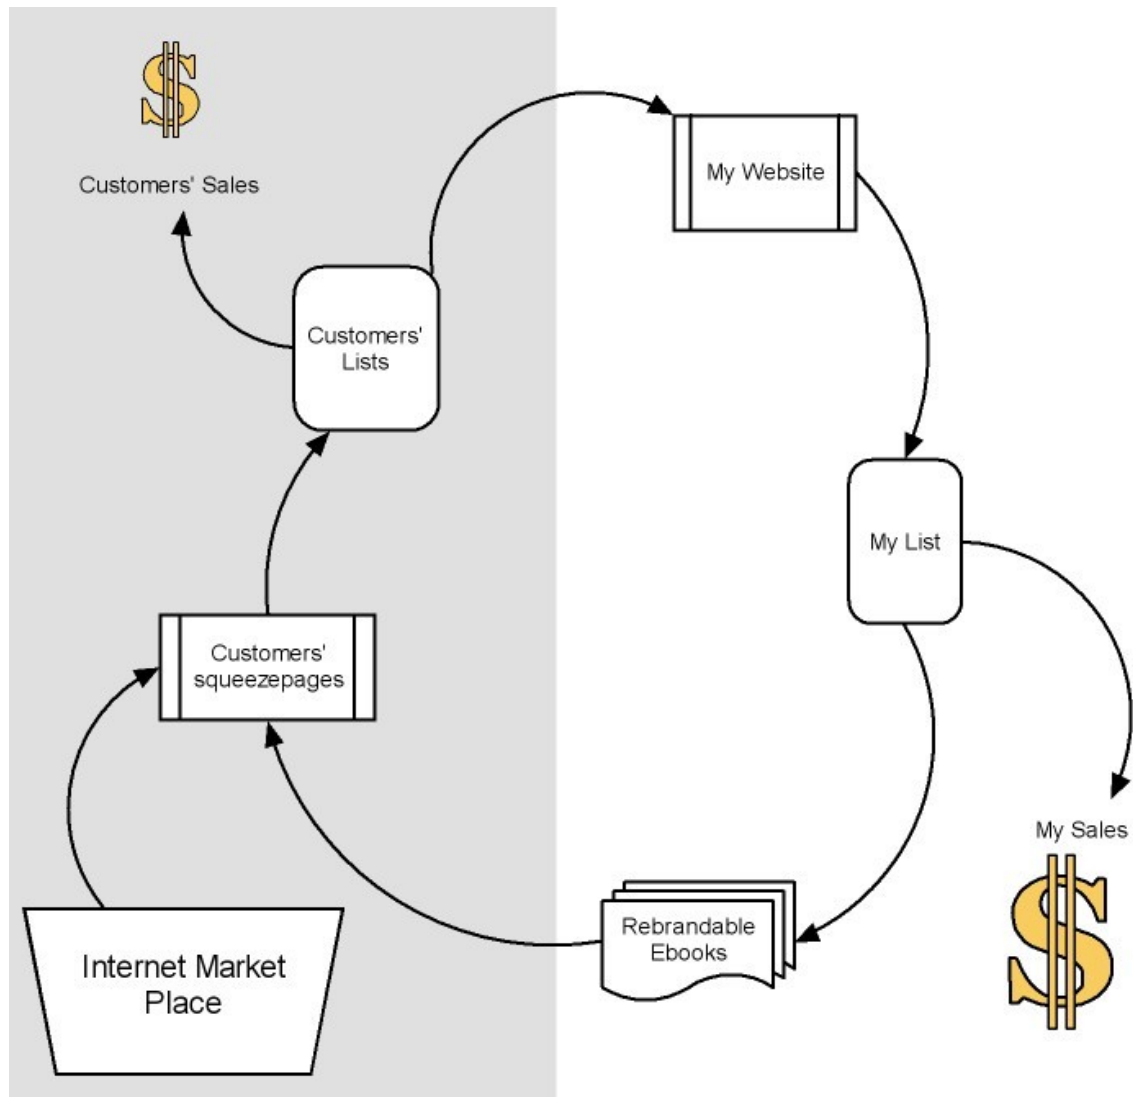 Customers' Sales
My Website
Customers'
Lists
My List
Customers'
squeezepages
My Sales
Rebrandable
Ebooks
Internet Market
Place